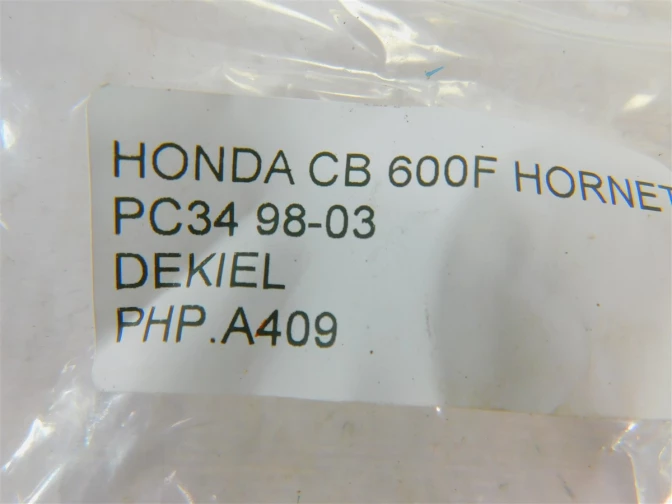 HONDA CB 600F HORNET
PC34 98-03
DEKIEL
PHP.A409